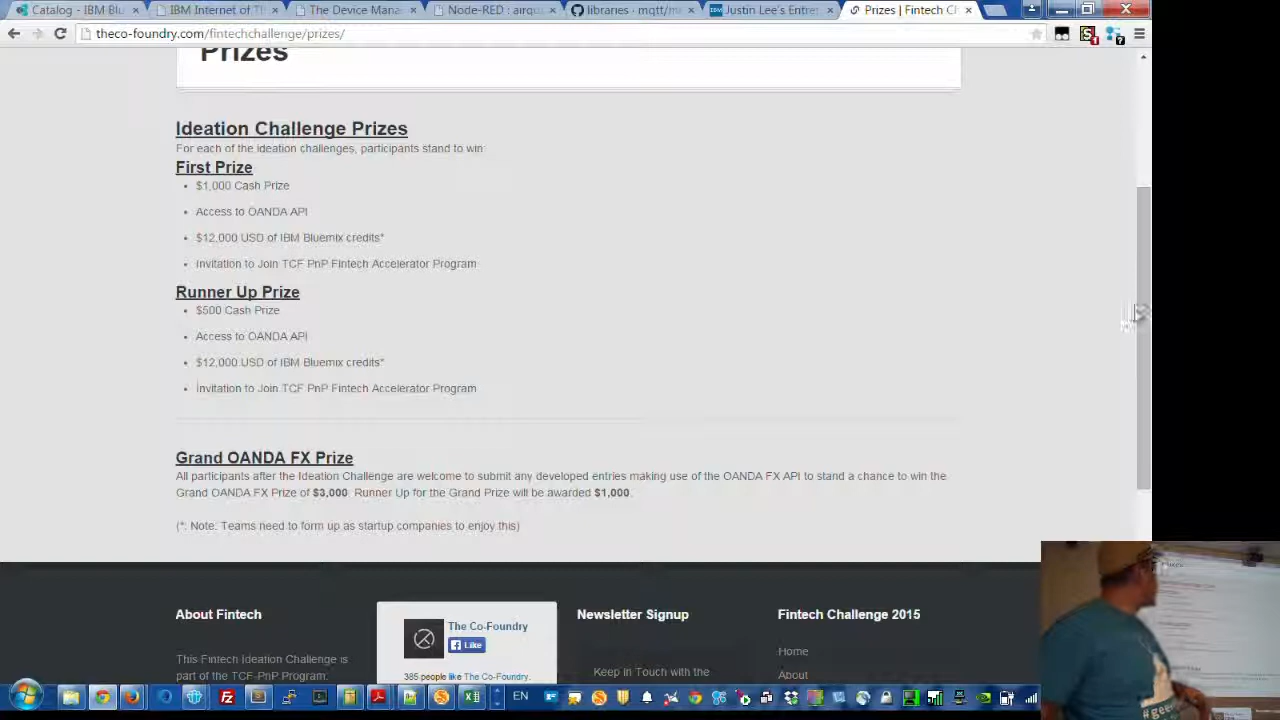 Catalog - IBM Blu
IBM Internet of Th
The Device Mana
Node-RED : airqu
libraries - mqtt/m
Justin Lee's Entre
Prizes | Fintech Ch
theco-foundry.com/fintechchallenge/prizes/
Prizes
Ideation Challenge Prizes
For each of the ideation challenges, participants stand to win:
First Prize
$1,000 Cash Prize
Access to OANDA API
$12,000 USD of IBM Bluemix credits*
Invitation to Join TCF PnP Fintech Accelerator Program
Runner Up Prize
$500 Cash Prize
Access to OANDA API
$12,000 USD of IBM Bluemix credits*
Invitation to Join TCF PnP Fintech Accelerator Program
Grand OANDA FX Prize
All participants after the Ideation Challenge are welcome to submit any developed entries making use of the OANDA FX API to stand a chance to win the
Grand OANDA FX Prize of $3,000. Runner Up for the Grand Prize will be awarded $1,000.
(*: Note: Teams need to form up as startup companies to enjoy this)
About Fintech
This Fintech Ideation Challenge is
part of the TCF-PnP Program.
The Co-Foundry
Like
385 people like The Co-Foundry.
Newsletter Signup
Keep in Touch with the
Fintech Challenge 2015
Home
About
EN